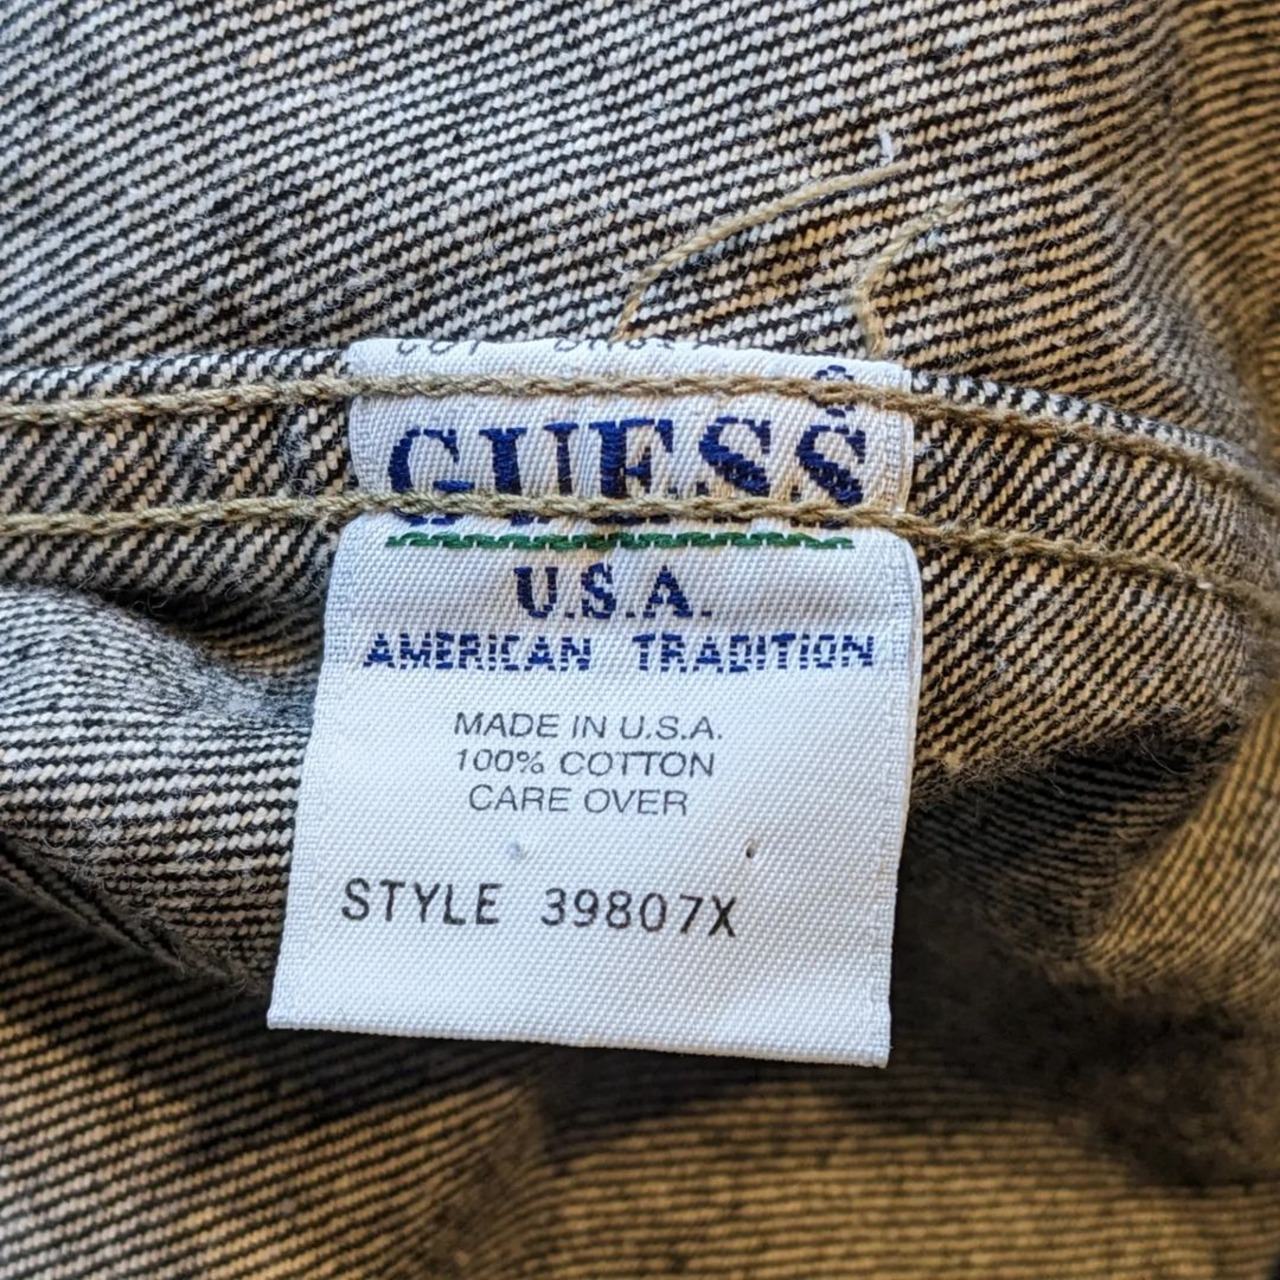 GUESS®
U.S.A.
AMERICAN TRADITION
MADE IN U.S.A.
100% COTTON
CARE OVER
STYLE 39807X